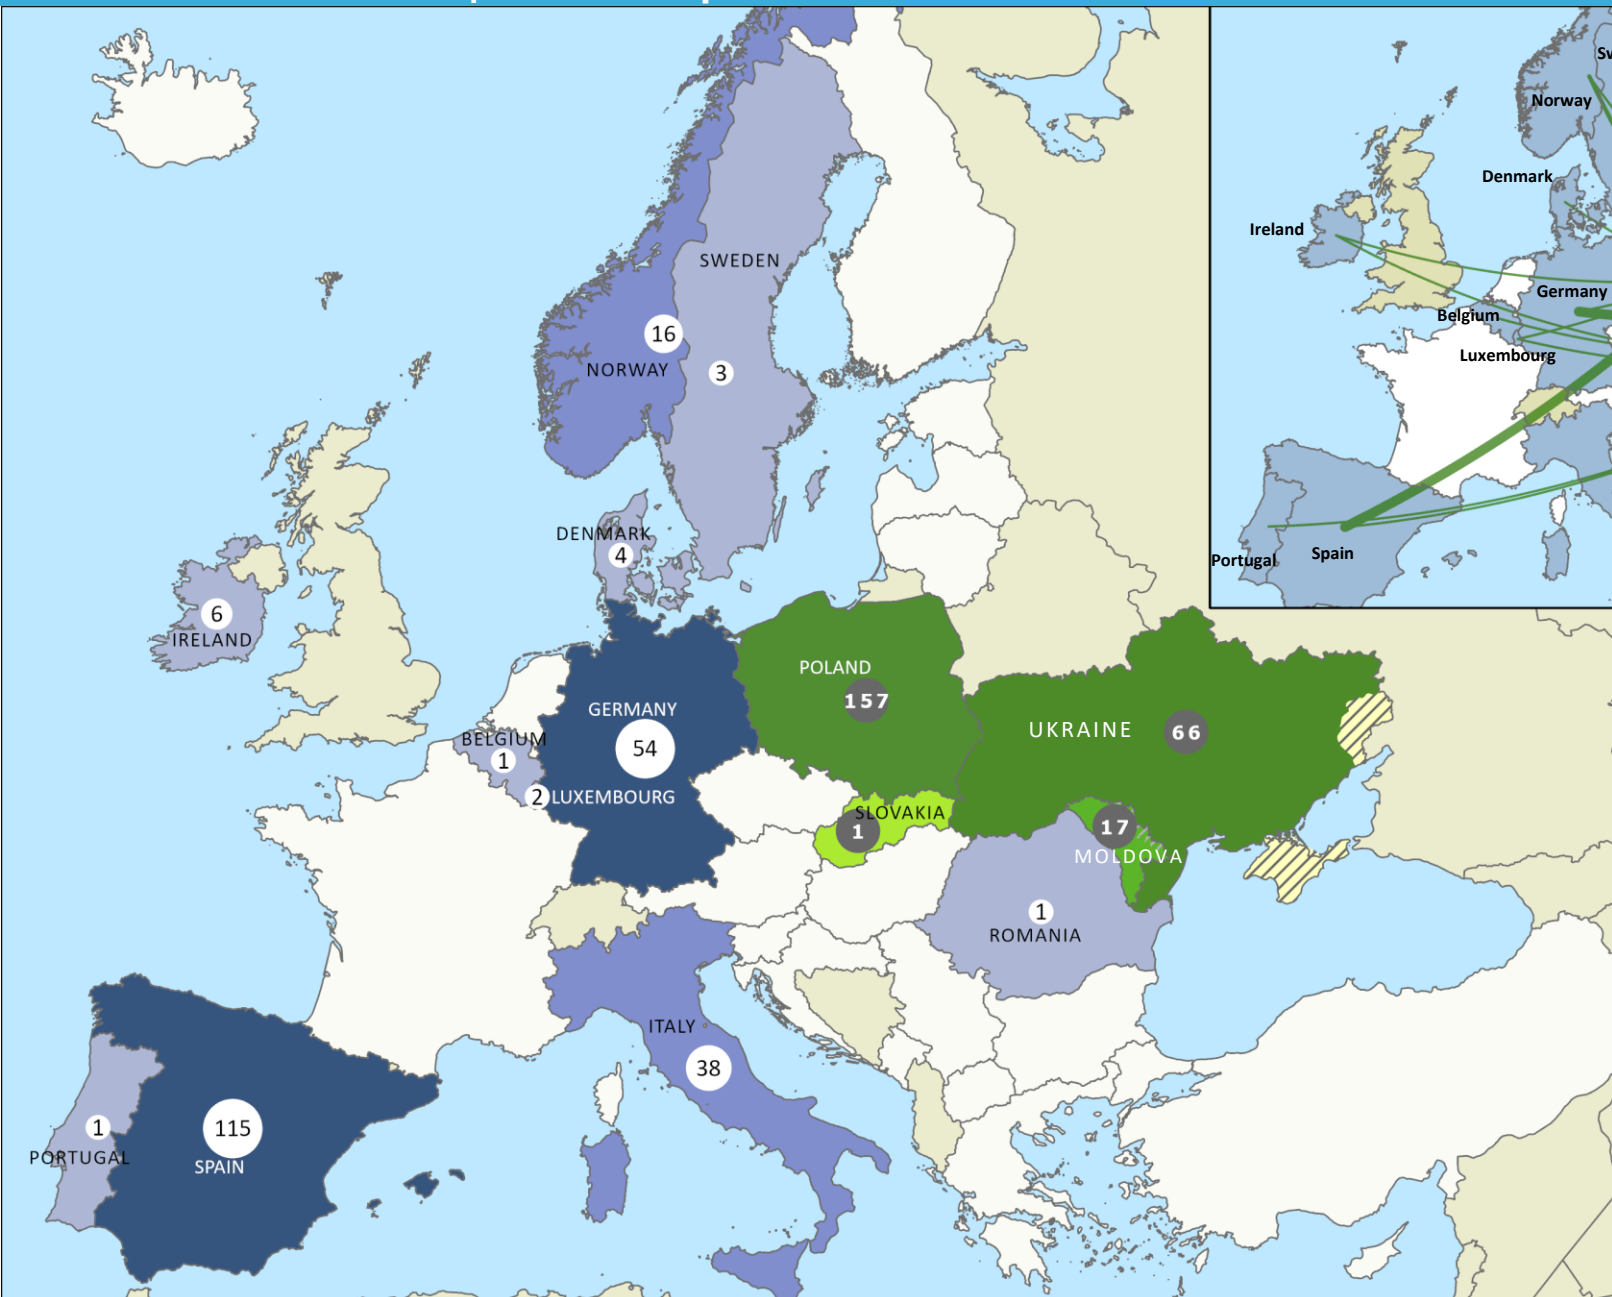 Sv
Norway
Denmark
Ireland
Germany
Belgium
Luxembourg
Portugal
Spain
SWEDEN
16
NORWAY
3
DENMARK
4
6
IRELAND
POLAND
157
GERMANY
54
UKRAINE
66
BELGIUM
1
2 LUXEMBOURG
SLOVAKIA
1
17
MOLDOVA
1
ROMANIA
ITALY
38
1
PORTUGAL
115
SPAIN